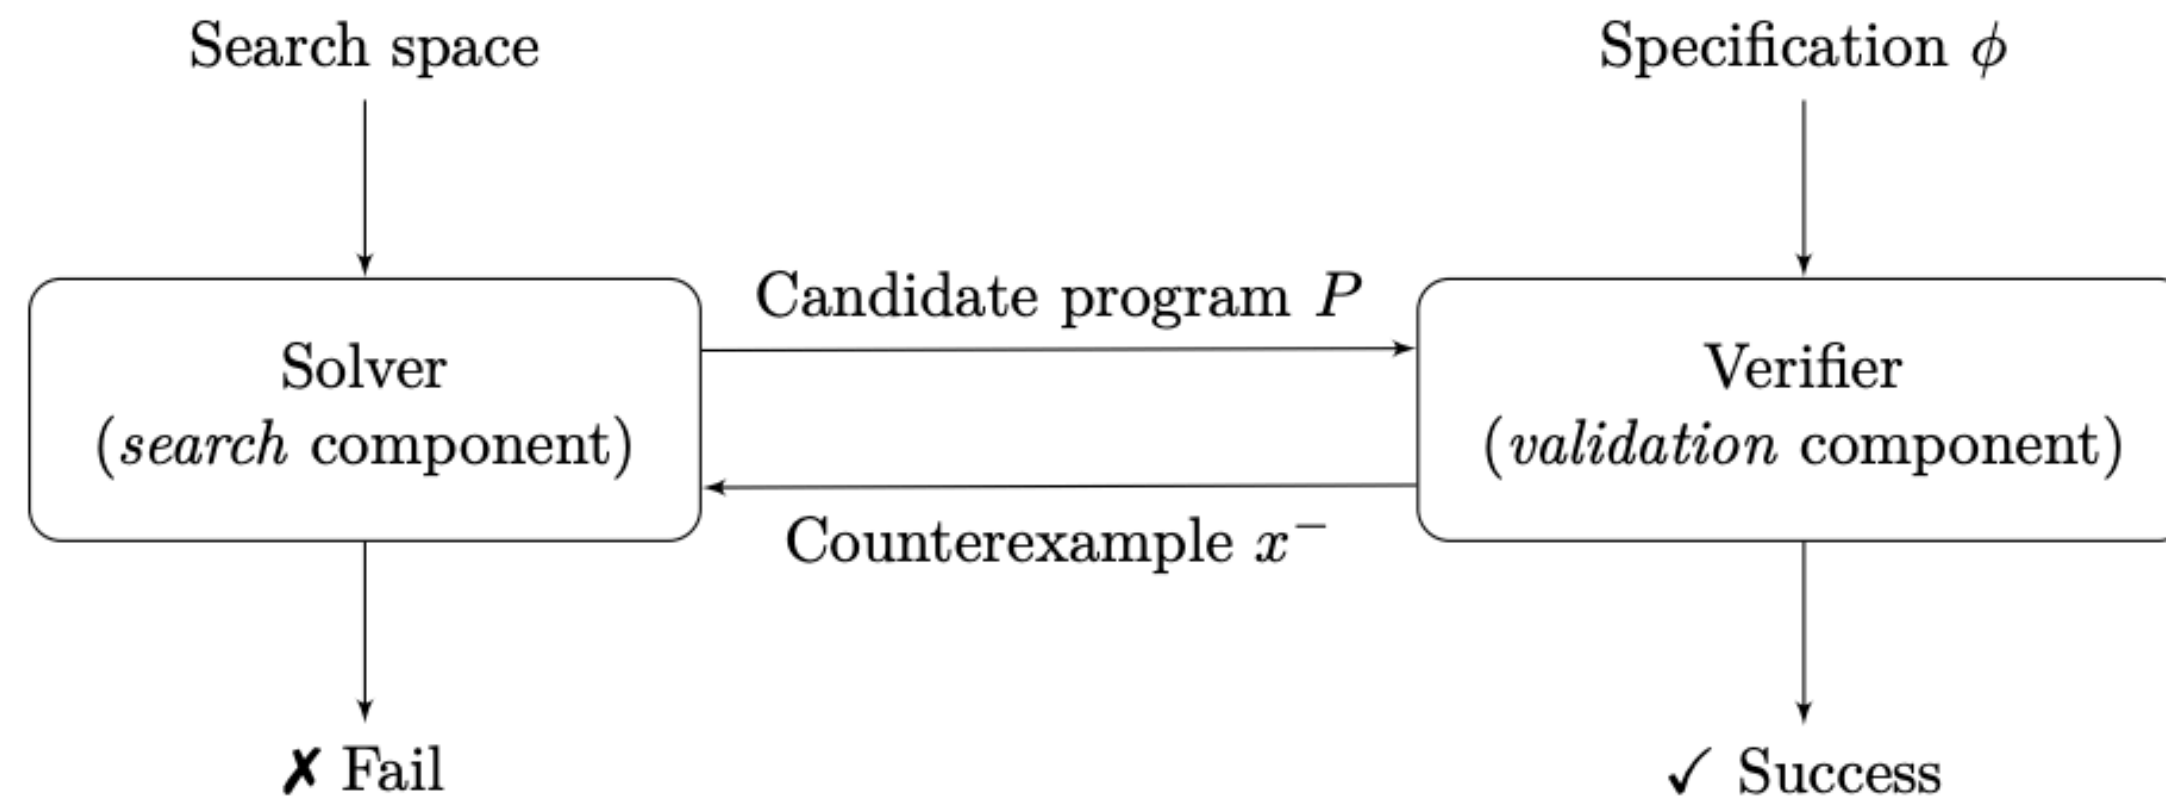 Search space
Specification ϕ
Candidate program P
Solver
(search component)
Verifier
(validation component)
Counterexample x⁻
✗ Fail
✓ Success